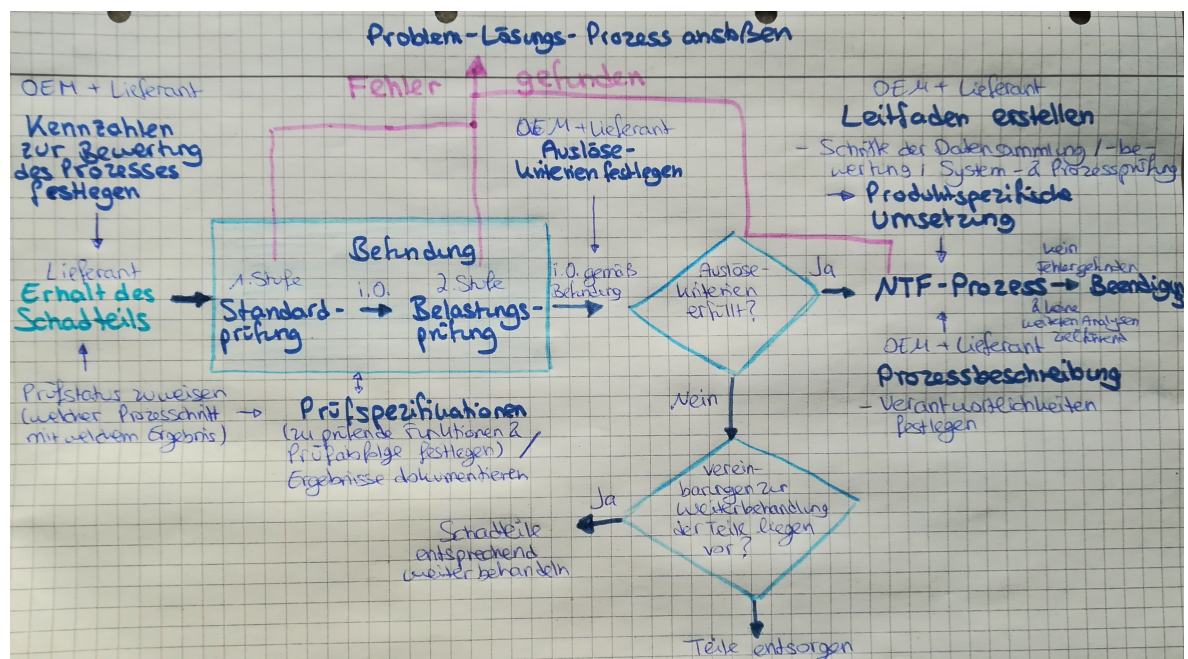 Problem-Lösungs-Prozess anstoßen
Fehler gefunden
OEM + Lieferant
Kennzahlen
zur Bewertung
des Prozesses
festlegen
OEM + Lieferant
Auslöse-
kriterien festlegen
OEM + Lieferant
Leitfaden erstellen
- Schritte der Datensammlung / -be-
wertung / System- & Prozessprüfung
→ Produktspezifische
Umsetzung
Lieferant
Erhalt des
Schadteils
Befundung
1. Stufe
Standard-
prüfung
i.O.
2. Stufe
Belastungs-
prüfung
i.O. gemäß
Befundung
Auslöse-
kriterien
erfüllt?
Ja
NTF-Prozess
kein
Fehler gefunden
& keine
weiteren Analysen
zielführend
Beendigung
OEM + Lieferant
Prozessbeschreibung
- Verantwortlichkeiten
festlegen
Prüfstatus zuweisen
(welcher Prozesschritt
mit welchem Ergebnis)
Prüfspezifikationen
(zu prüfende Funktionen &
Prüfabfolge festlegen) /
Ergebnisse dokumentieren
Nein
Verein-
barungen zur
Weiterbehandlung
der Teile liegen
vor?
Ja
Schadteile
entsprechend
weiterbehandeln
Teile entsorgen